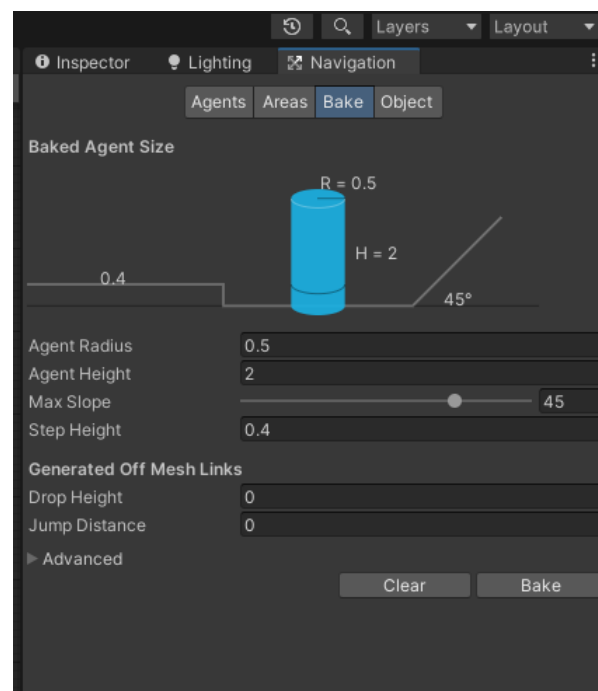 Layers Layout
Inspector Lighting Navigation
Agents Areas Bake Object
Baked Agent Size
R = 0.5
H = 2
0.4
45°
Agent Radius 0.5
Agent Height 2
Max Slope 45
Step Height 0.4
Generated Off Mesh Links
Drop Height 0
Jump Distance 0
Advanced
Clear Bake